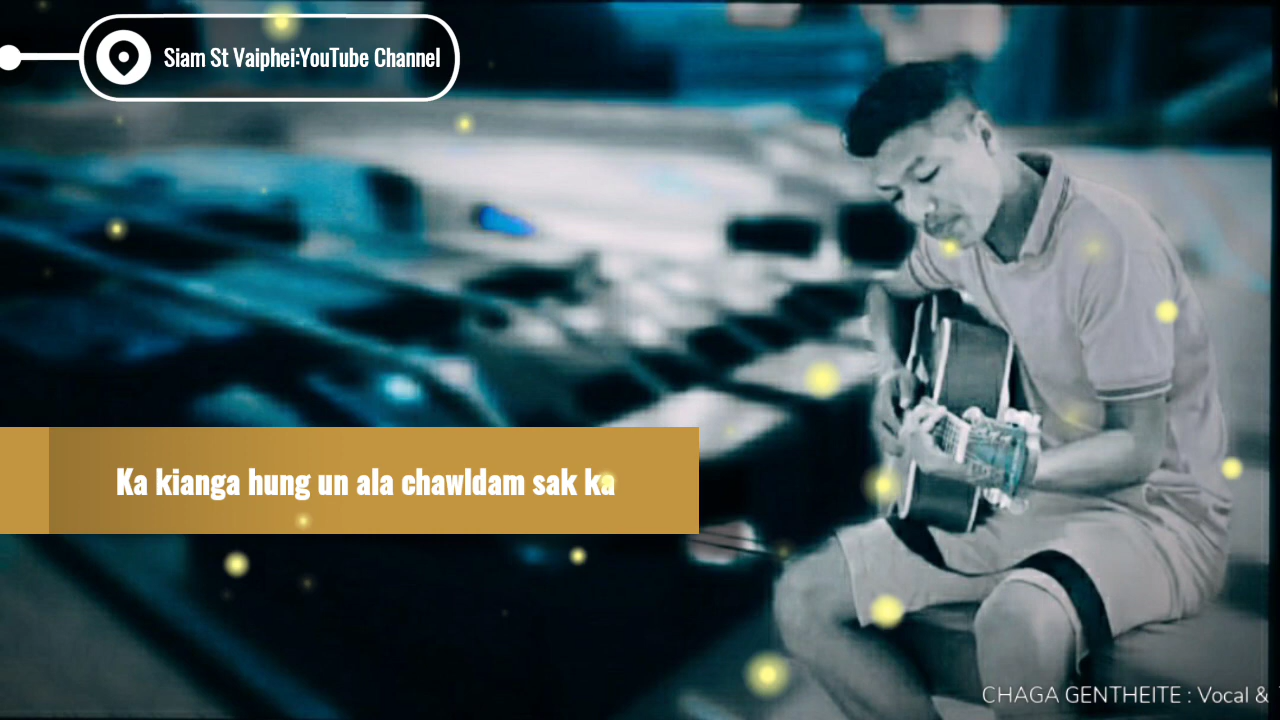 Siam St Vaiphei:YouTube Channel
Ka kianga hung un ala chawldam sak ka
CHAGA GENTHEITE : Vocal &